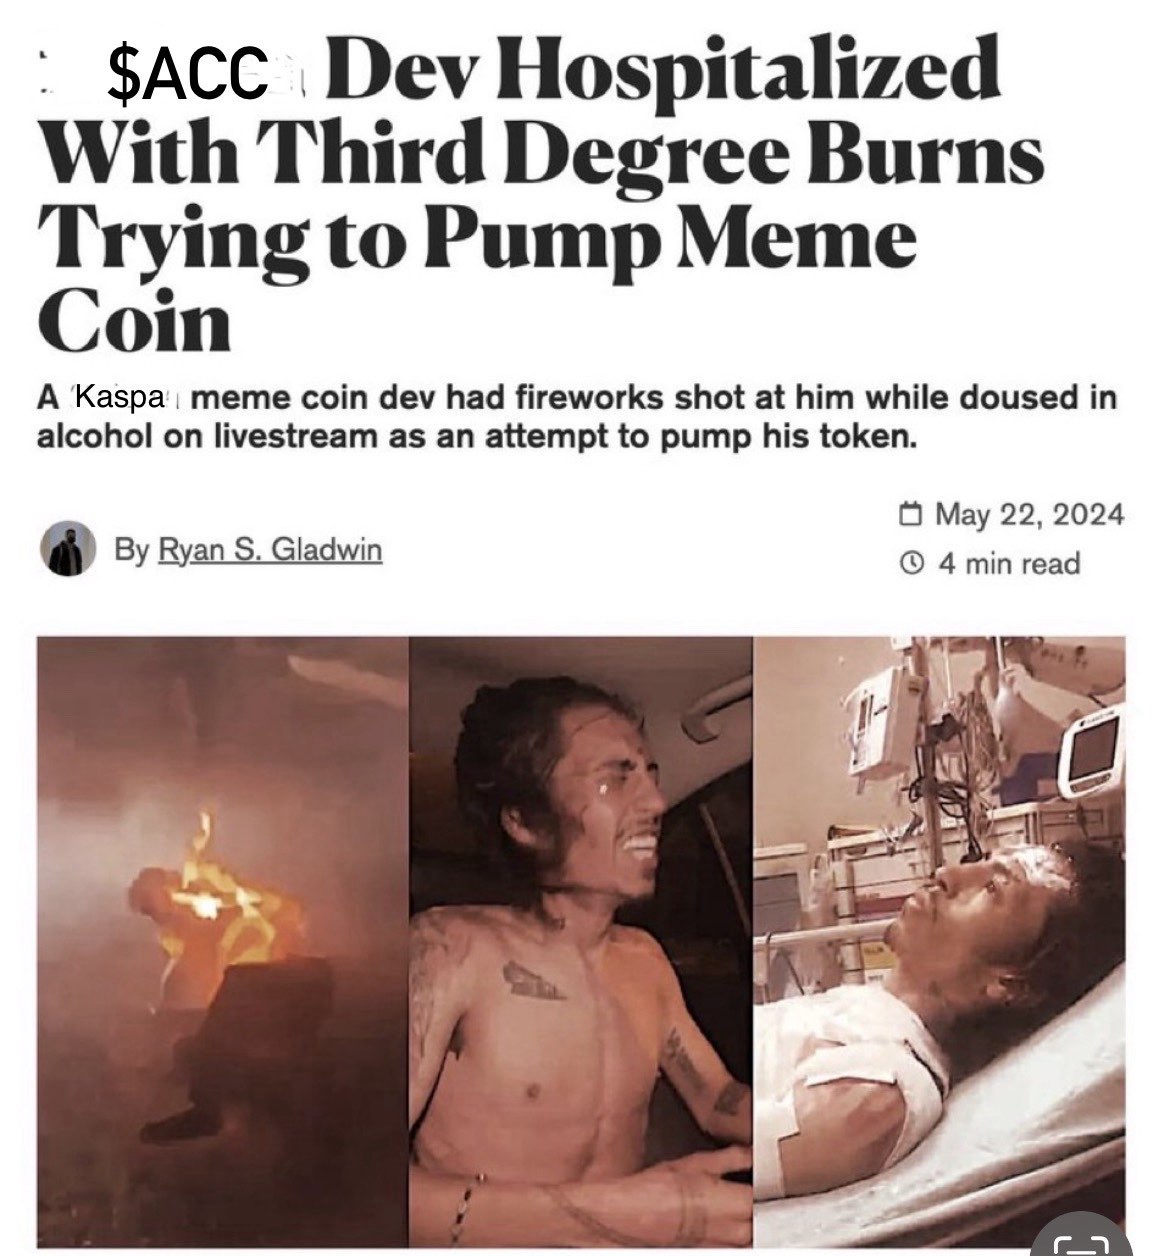 $ACC Dev Hospitalized
With Third Degree Burns
Trying to Pump Meme
Coin
A Kaspa meme coin dev had fireworks shot at him while doused in
alcohol on livestream as an attempt to pump his token.
By Ryan S. Gladwin
May 22, 2024
4 min read